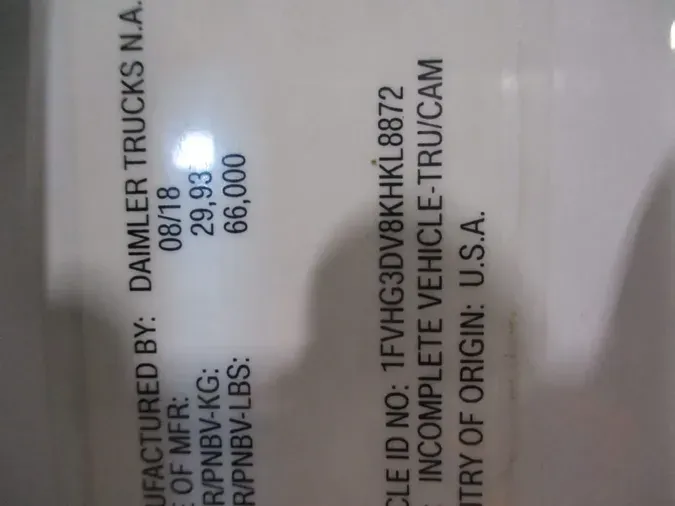 UFACTURED BY: DAIMLER TRUCKS N.A.
E OF MFR: 08/18
R/PNBV-KG: 29,93
R/PNBV-LBS: 66,000
CLE ID NO: 1FVHG3DV8KHKL8872
INCOMPLETE VEHICLE-TRU/CAM
NTRY OF ORIGIN: U.S.A.